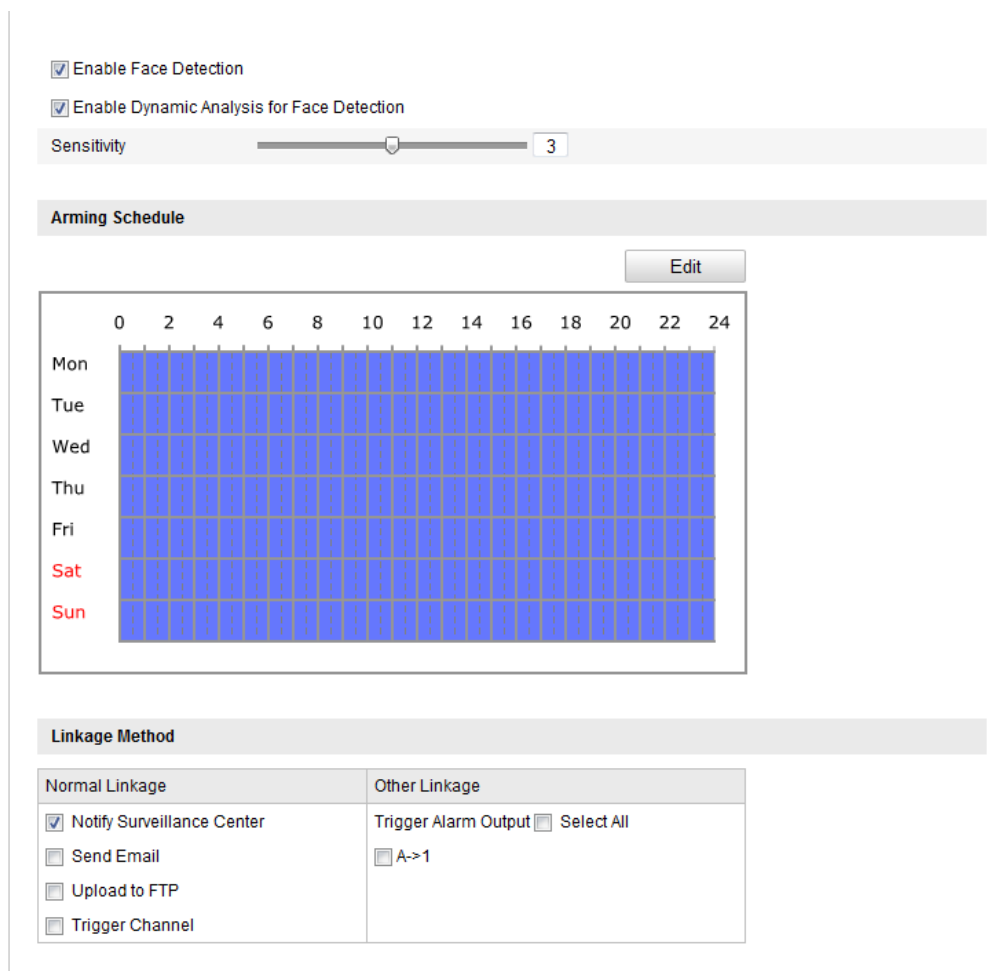 Enable Face Detection
Enable Dynamic Analysis for Face Detection
Sensitivity 3
Arming Schedule
Edit
0 2 4 6 8 10 12 14 16 18 20 22 24
Mon
Tue
Wed
Thu
Fri
Sat
Sun
Linkage Method
Normal Linkage Other Linkage
Notify Surveillance Center Trigger Alarm Output Select All
Send Email A->1
Upload to FTP
Trigger Channel